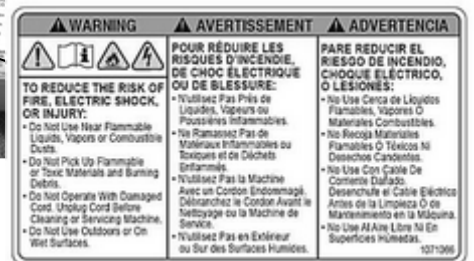 WARNING
TO REDUCE THE RISK OF
FIRE, ELECTRIC SHOCK,
OR INJURY:
• Do Not Use Near Flammable
Liquids, Vapors or Combustible
Dusts.
• Do Not Pick Up Flammable
or Toxic Materials and Burning
Debris.
• Do Not Operate With Damaged
Cord. Unplug Cord Before
Cleaning or Servicing Machine.
• Do Not Use Outdoors or On
Wet Surfaces.
AVERTISSEMENT
POUR RÉDUIRE LES
RISQUES D'INCENDIE,
DE CHOC ÉLECTRIQUE
OU DE BLESSURE:
• N'utilisez Pas Près de
Liquides, Vapeurs ou
Poussières Inflammables.
• Ne Ramassez Pas de
Matériaux Inflammables ou
Toxiques et de Déchets
Enflammés.
• N'utilisez Pas la Machine
Avec un Cordon Endommagé.
Débranchez le Cordon Avant le
Nettoyage ou la Machine de
Service.
• N'utilisez Pas en Extérieur
ou Sur des Surfaces Humides.
ADVERTENCIA
PARE REDUCIR EL
RIESGO DE INCENDIO,
CHOQUE ELÉCTRICO,
O LESIONES:
• No Use Cerca de Líquidos
Flamables, Vapores O
Materiales Combustibles.
• No Recoja Materiales
Flamables O Tóxicos Ni
Desechos Candentes.
• No Use Con Cable De
Corriente Dañado.
Desenchufe el Cable Eléctrico
Antes de la Limpieza O de
Mantenimiento en la Máquina.
• No Use Al Aire Libre Ni En
Superficies Húmedas.
1071366